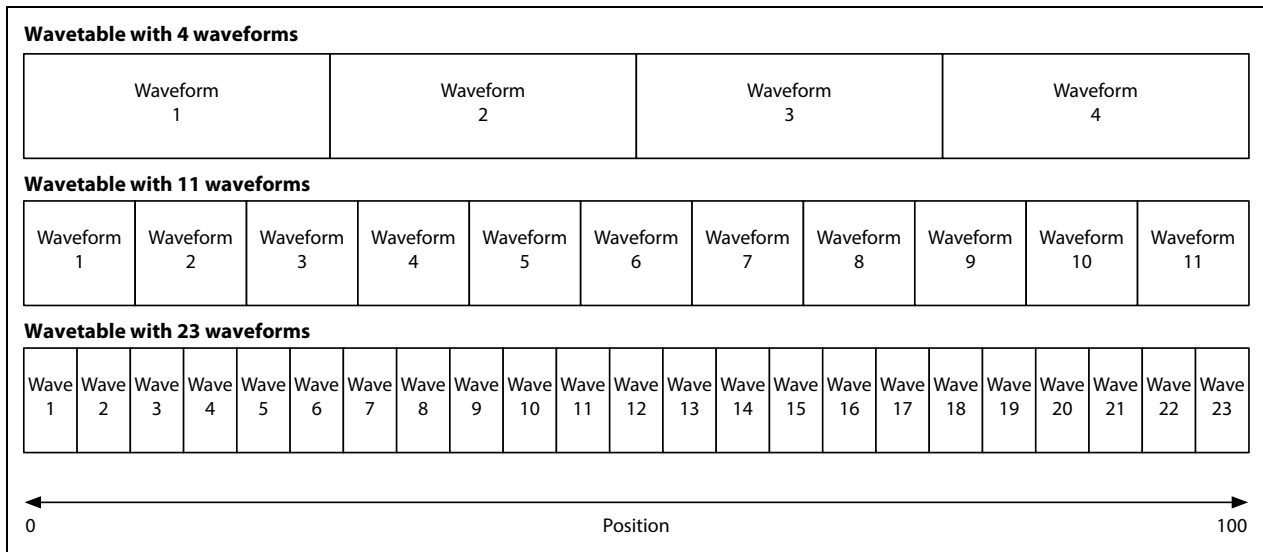 Wavetable with 4 waveforms
Waveform Waveform Waveform Waveform
1 2 3 4
Wavetable with 11 waveforms
Waveform Waveform Waveform Waveform Waveform Waveform Waveform Waveform Waveform Waveform Waveform
1 2 3 4 5 6 7 8 9 10 11
Wavetable with 23 waveforms
Wave Wave Wave Wave Wave Wave Wave Wave Wave Wave Wave Wave Wave Wave Wave Wave Wave Wave Wave Wave Wave Wave Wave
1 2 3 4 5 6 7 8 9 10 11 12 13 14 15 16 17 18 19 20 21 22 23
0 Position 100